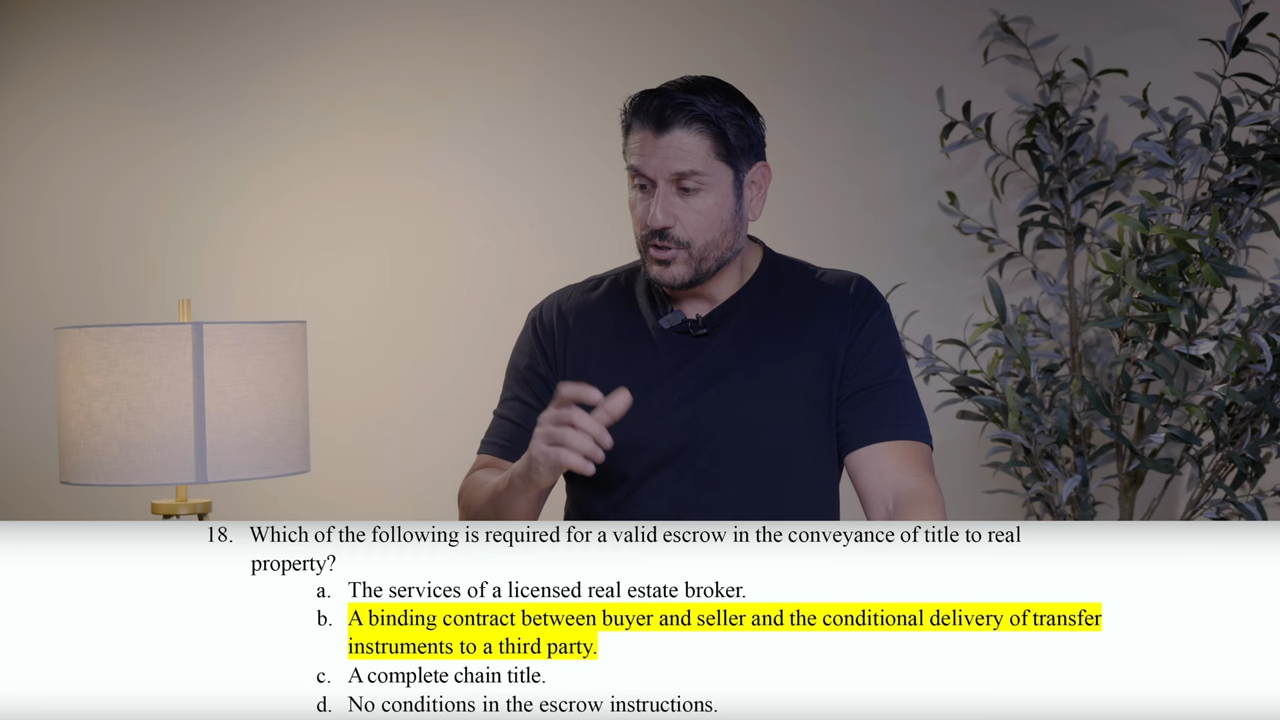 18. Which of the following is required for a valid escrow in the conveyance of title to real
property?
a. The services of a licensed real estate broker.
b. A binding contract between buyer and seller and the conditional delivery of transfer
instruments to a third party.
c. A complete chain title.
d. No conditions in the escrow instructions.